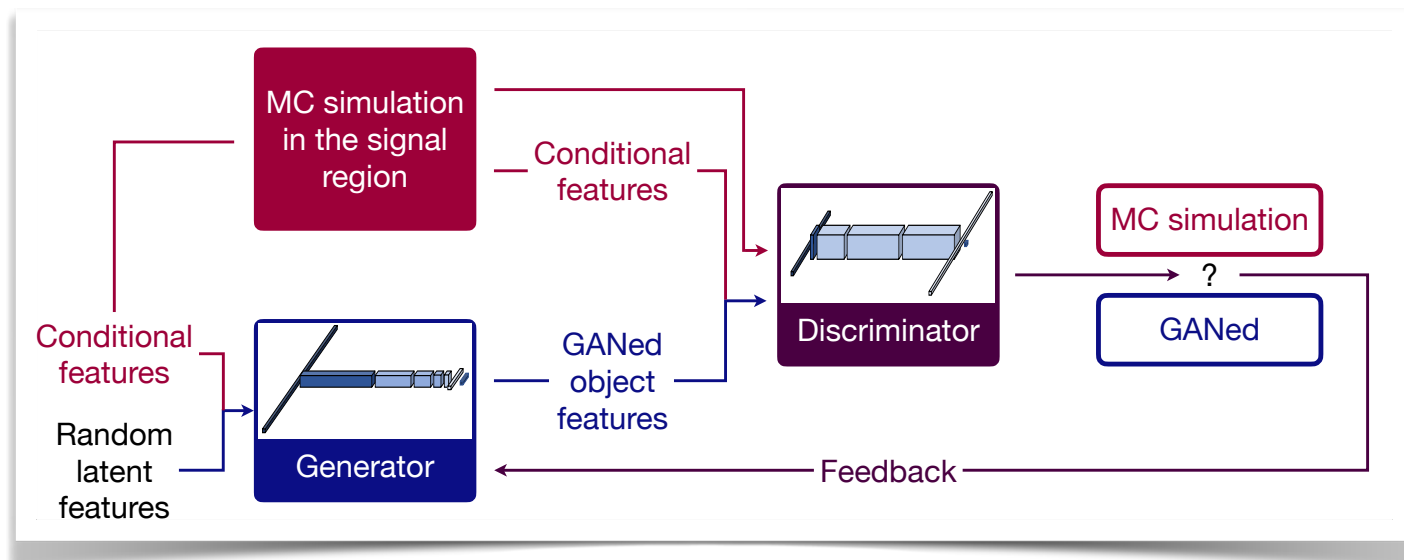 MC simulation
in the signal
region
Conditional
features
MC simulation
?
GANed
Discriminator
Conditional
features
GANed
object
features
Random
latent
features
Generator
Feedback